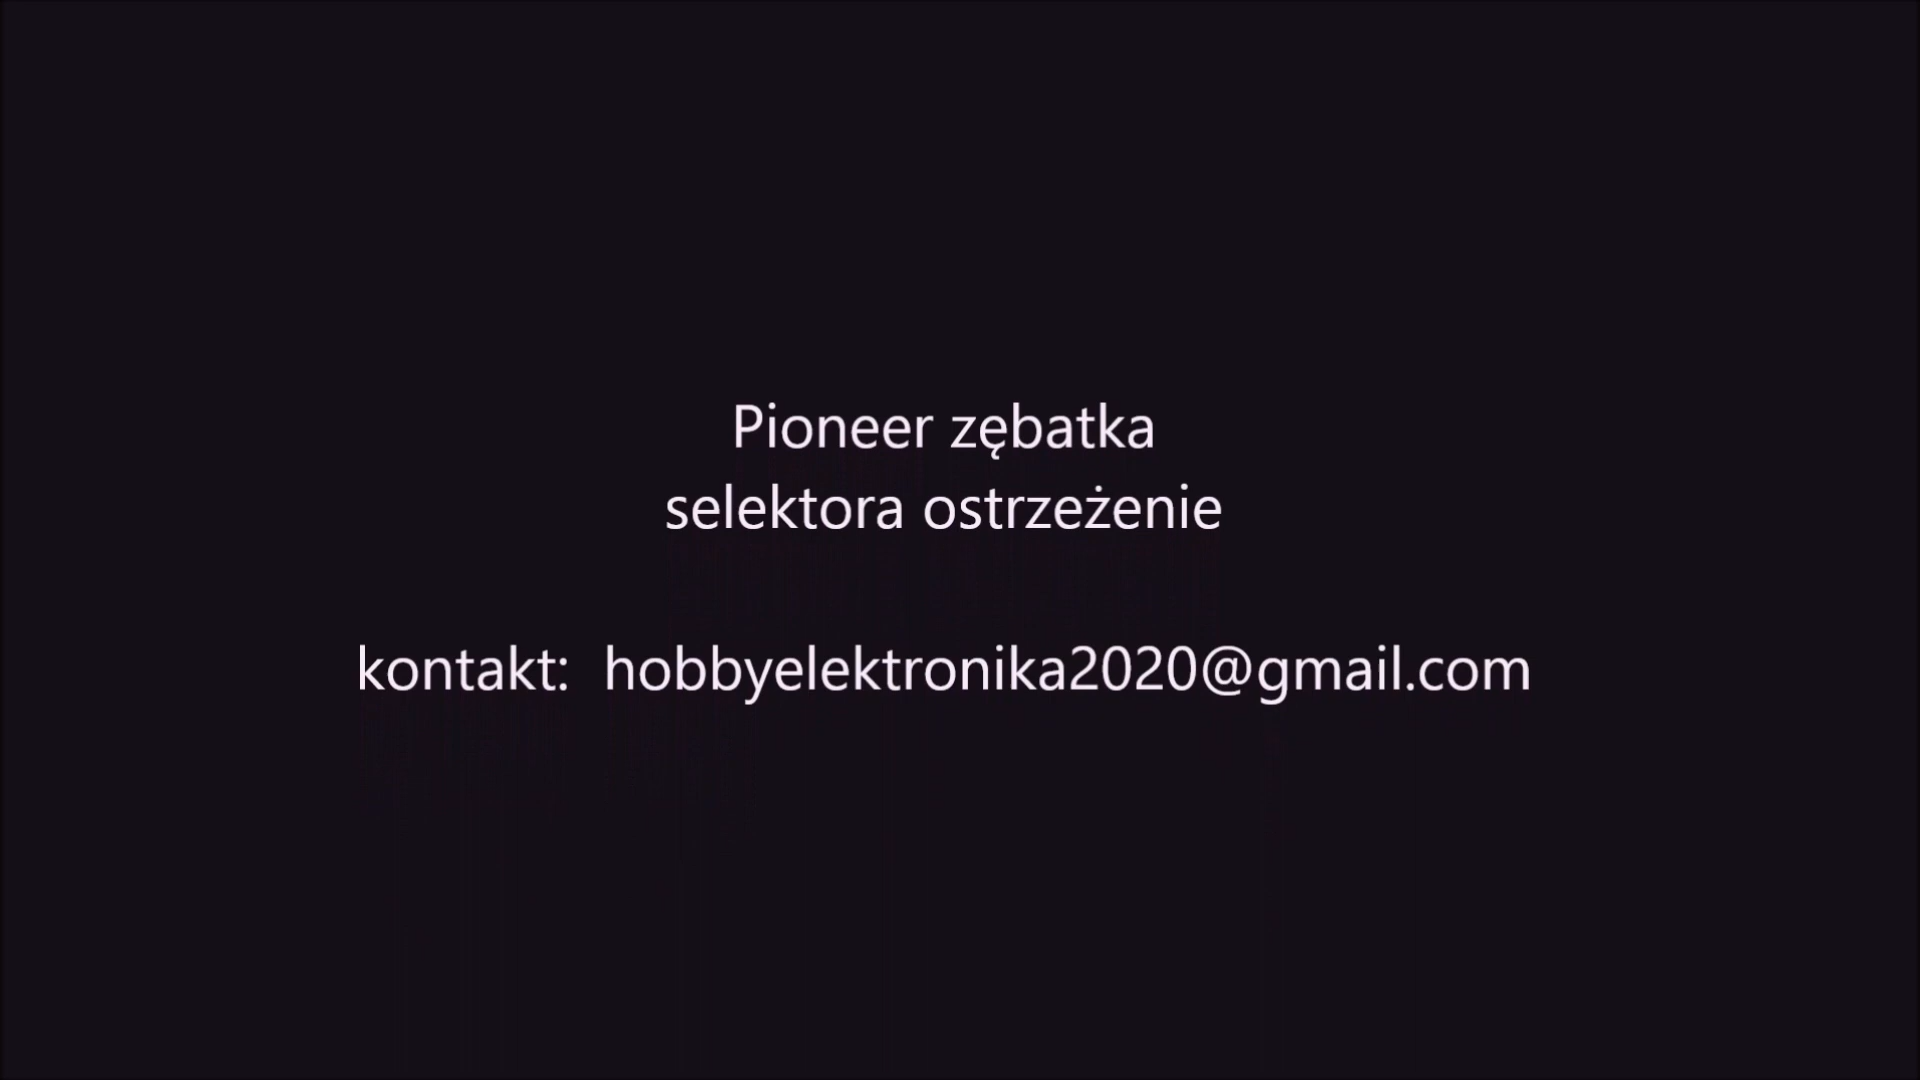 Pioneer zębatka
selektora ostrzeżenie
kontakt:  hobbyelektronika2020@gmail.com